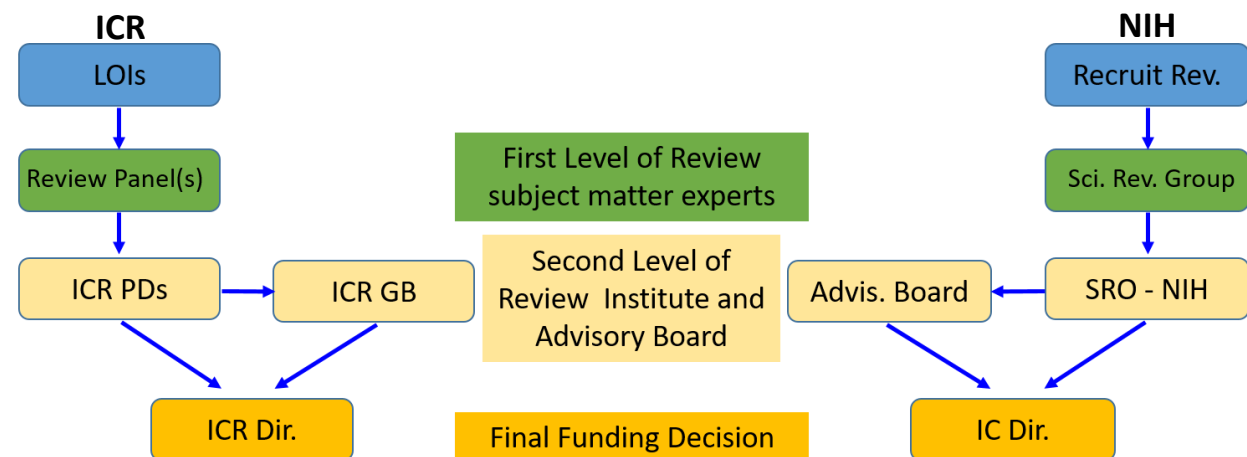 ICR
LOIs
Review Panel(s)
ICR PDs
ICR GB
ICR Dir.
First Level of Review
subject matter experts
Second Level of
Review Institute and
Advisory Board
Final Funding Decision
NIH
Recruit Rev.
Sci. Rev. Group
Advis. Board
SRO - NIH
IC Dir.